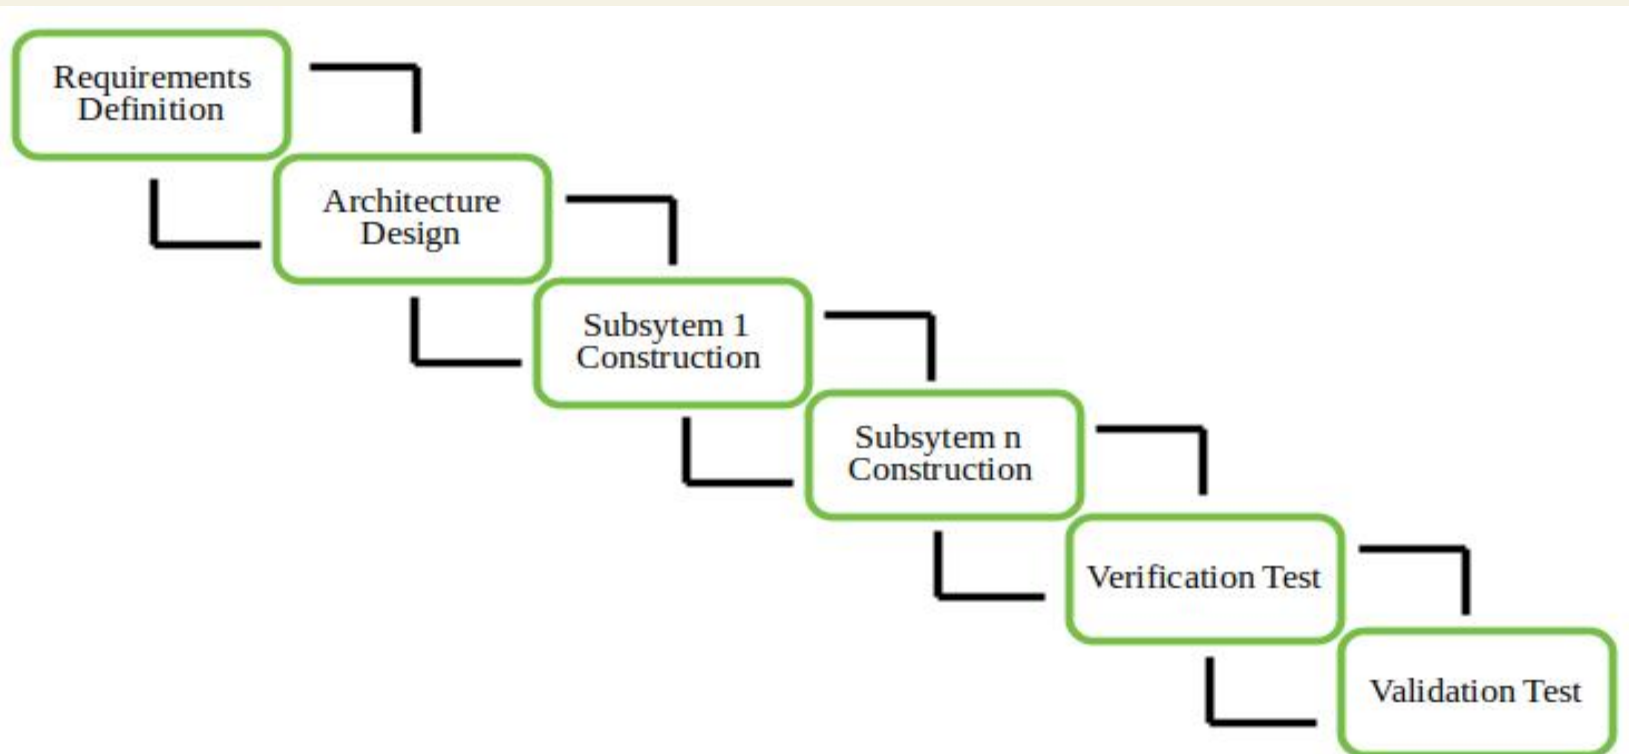 Requirements
Definition
Architecture
Design
Subsytem 1
Construction
Subsytem n
Construction
Verification Test
Validation Test